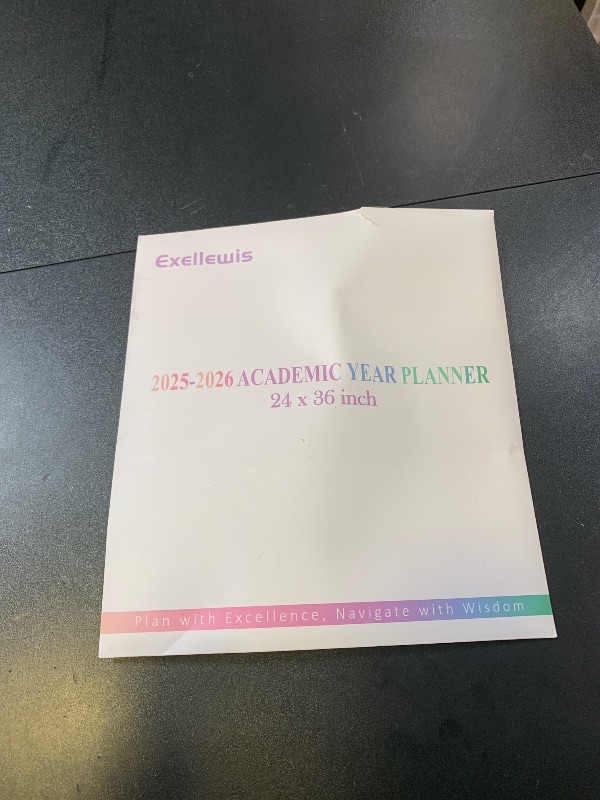 Exellewis
2025-2026 ACADEMIC YEAR PLANNER
24 x 36 inch
Plan with Excellence, Navigate with Wisdom